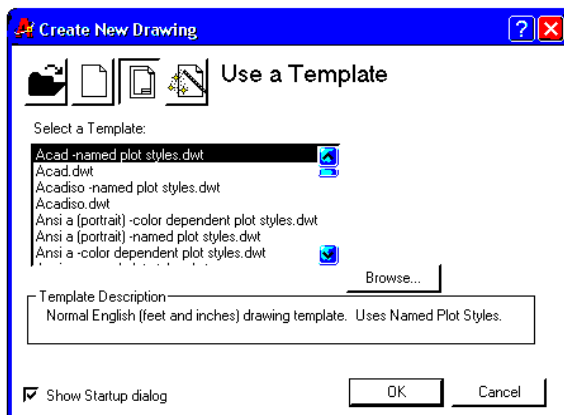 Create New Drawing
Use a Template
Select a Template:
Acad -named plot styles.dwt
Acad.dwt
Acadiso -named plot styles.dwt
Acadiso.dwt
Ansi a (portrait) -color dependent plot styles.dwt
Ansi a (portrait) -named plot styles.dwt
Ansi a -color dependent plot styles.dwt
Browse...
Template Description
Normal English (feet and inches) drawing template. Uses Named Plot Styles.
Show Startup dialog
OK
Cancel